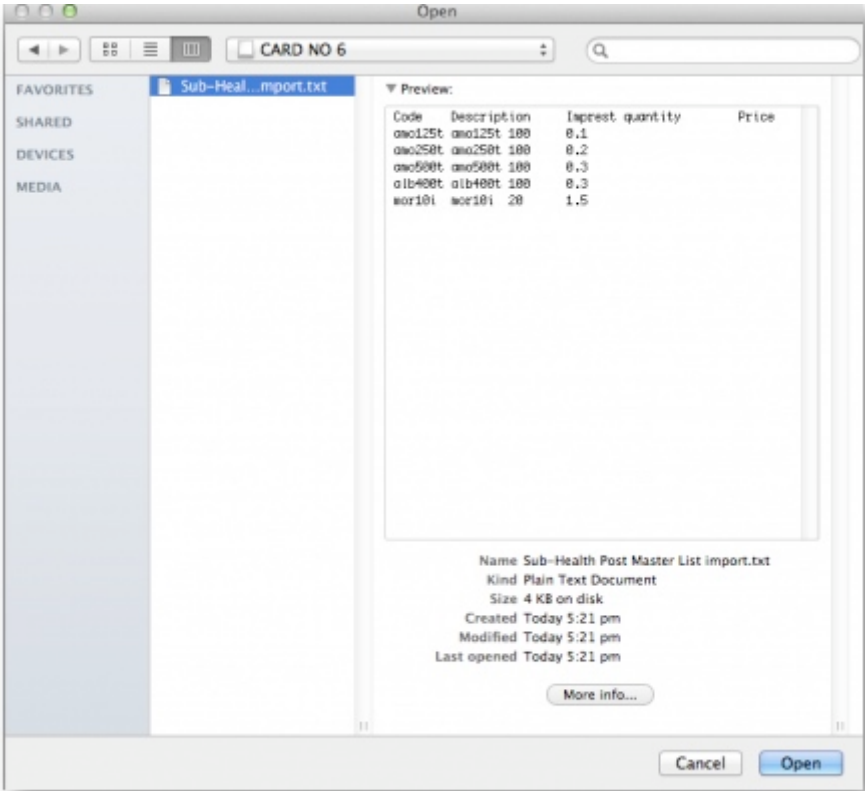 Open
CARD NO 6
FAVORITES
SHARED
DEVICES
MEDIA
Sub-Heal...mport.txt
Preview:
Code Description Imprest quantity Price
amo125t amo125t 100 0.1
amo250t amo250t 100 0.2
amo500t amo500t 100 0.3
alb400t alb400t 100 0.3
mor10i mor10i 20 1.5
Name Sub-Health Post Master List import.txt
Kind Plain Text Document
Size 4 KB on disk
Created Today 5:21 pm
Modified Today 5:21 pm
Last opened Today 5:21 pm
More info...
Cancel Open